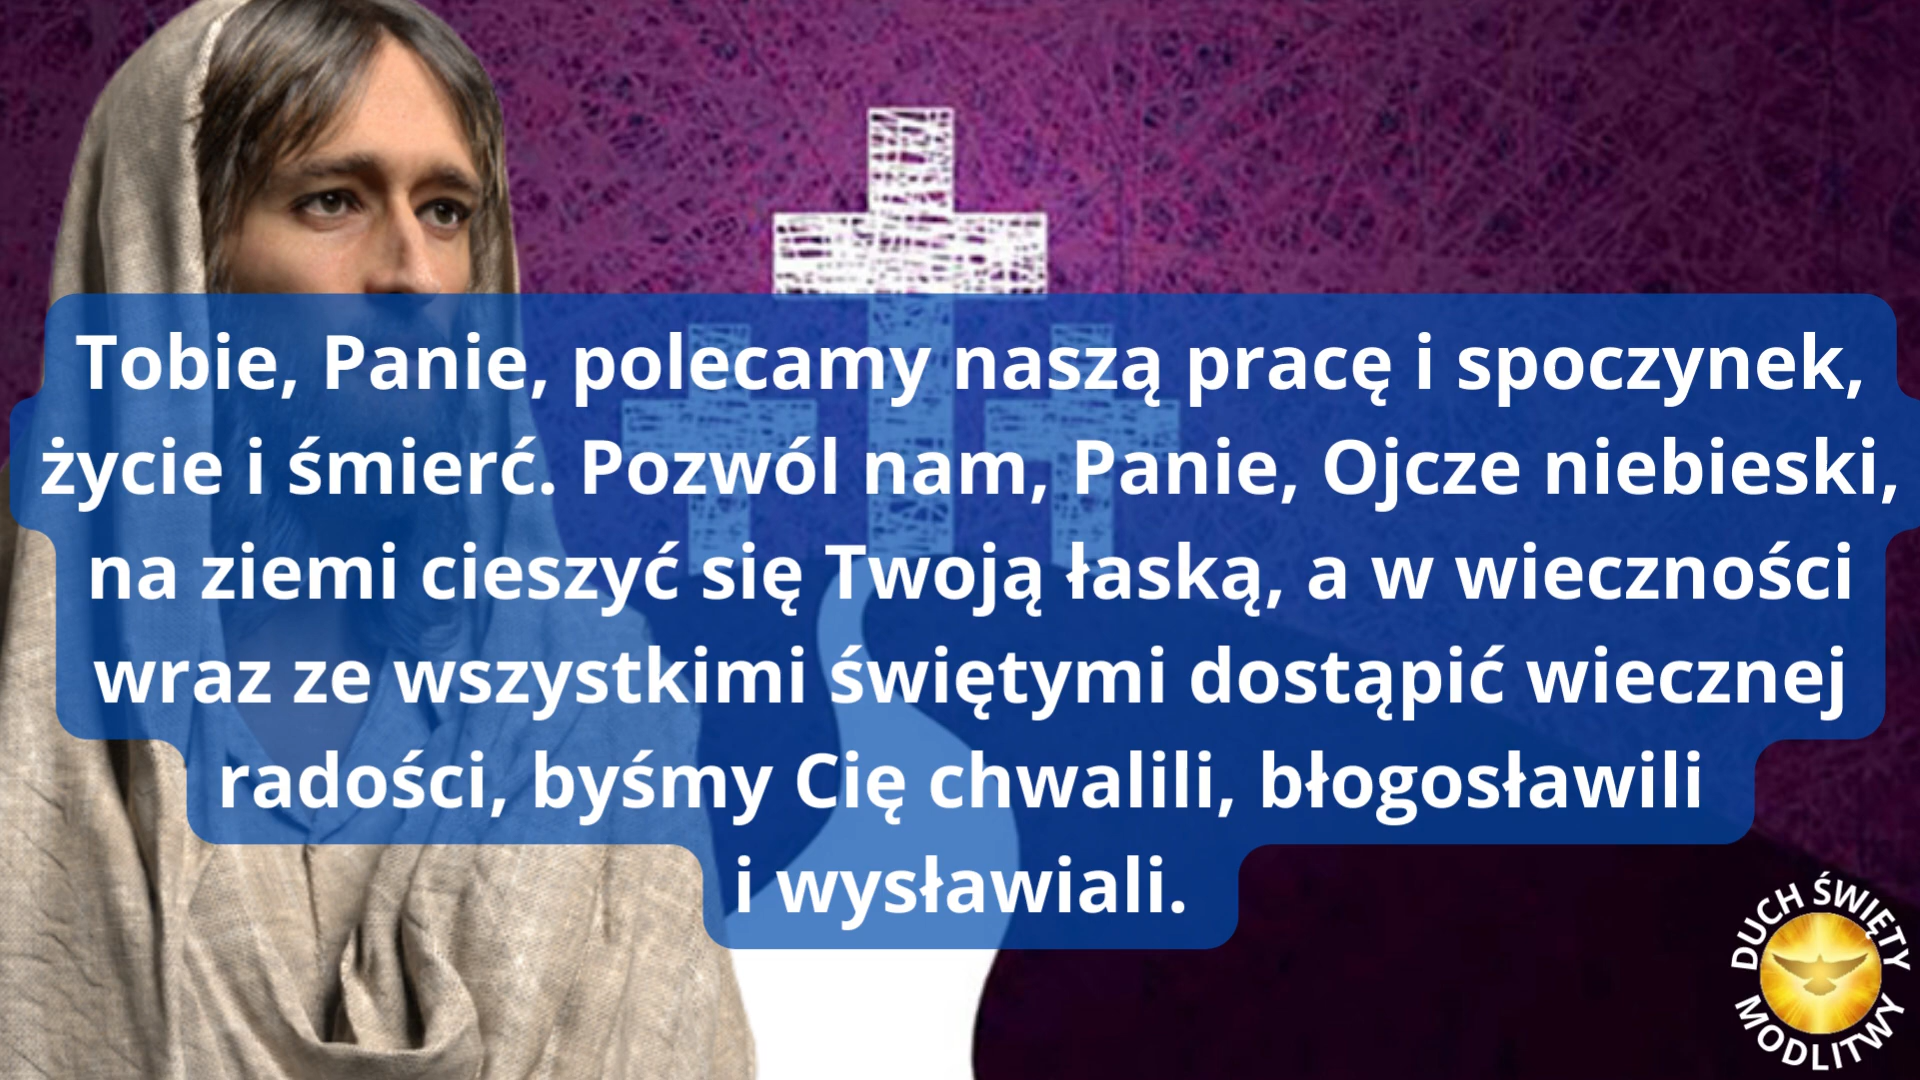 Tobie, Panie, polecamy naszą pracę i spoczynek,
życie i śmierć. Pozwól nam, Panie, Ojcze niebieski,
na ziemi cieszyć się Twoją łaską, a w wieczności
wraz ze wszystkimi świętymi dostąpić wiecznej
radości, byśmy Cię chwalili, błogosławili
i wysławiali.
DUCH ŚWIĘTY
MODLITWY